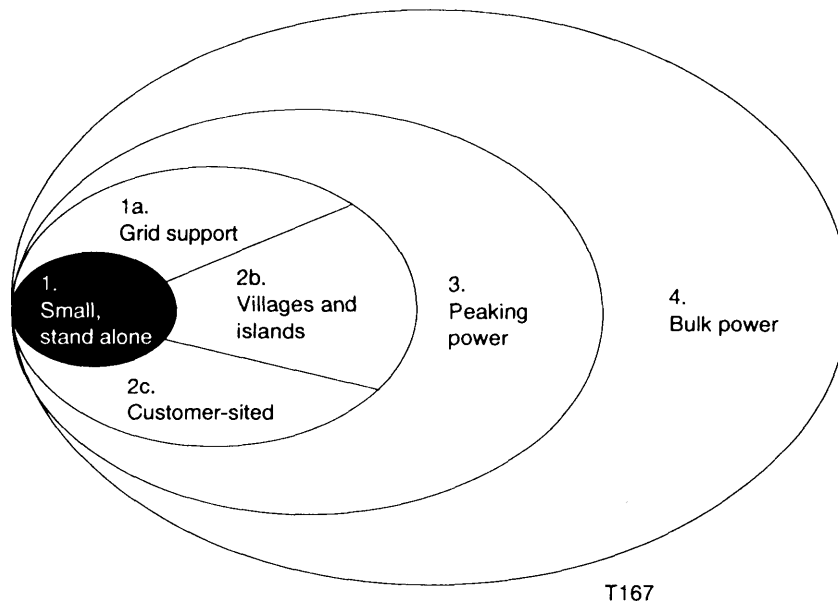 1a.
Grid support
1.
Small,
stand alone
2b.
Villages and
islands
2c.
Customer-sited
3.
Peaking
power
4.
Bulk power
T167